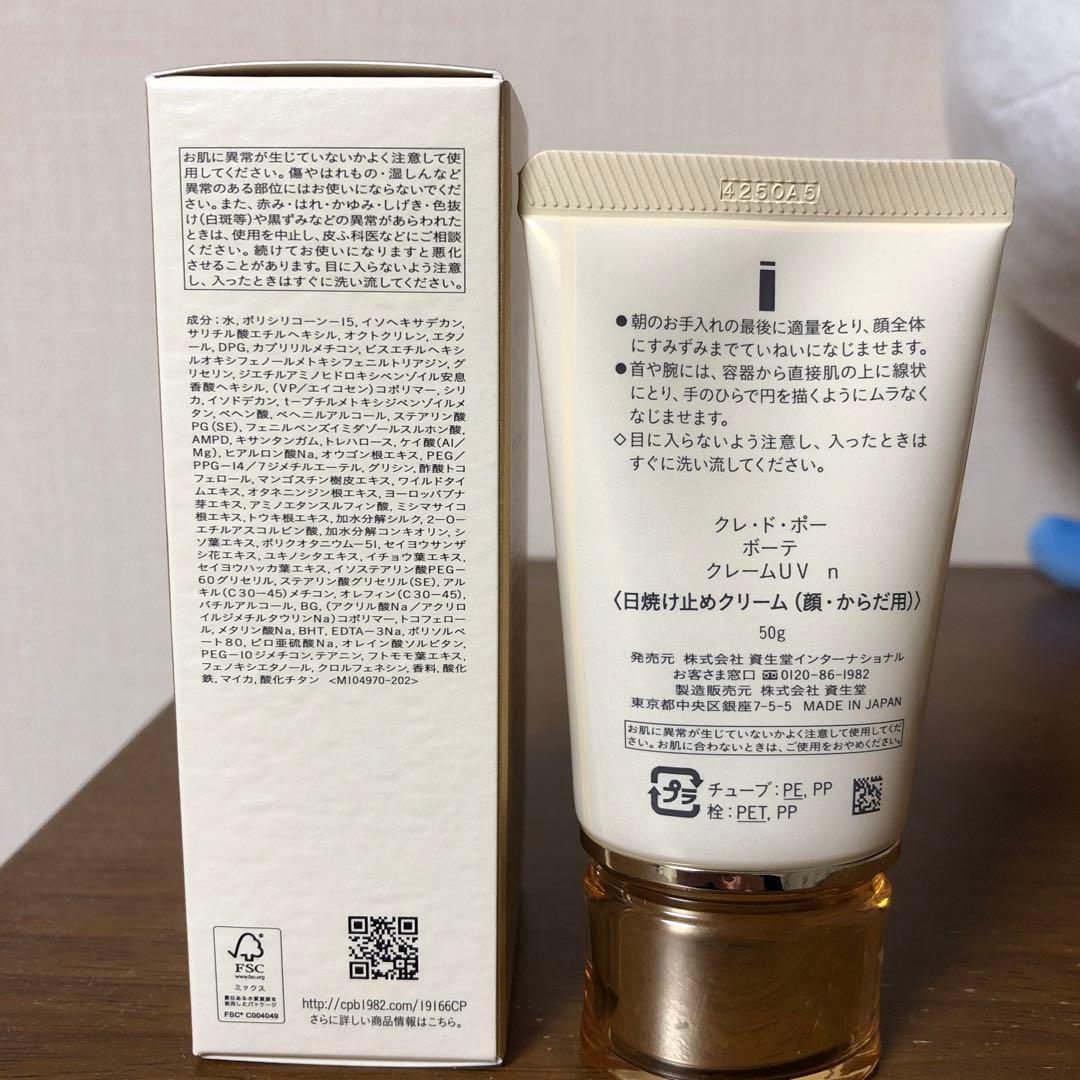 お肌に異常が生じていないかよく注意して使
用してください。傷やはれもの・湿しんなど
異常のある部位にはお使いにならないでくだ
さい。また、赤み・はれ・かゆみ・しげき・色抜
け(白斑等)や黒ずみなどの異常があらわれた
ときは、使用を中止し、皮ふ科医などにご相談
ください。続けてお使いになりますと悪化
させることがあります。目に入らないよう注意
し、入ったときはすぐに洗い流してください。
成分;水,ポリシリコーン-15,イソヘキサデカン,
サリチル酸エチルヘキシル,オクトクリレン,エタノ
ール,DPG,カプリリルメチコン,ビスエチルヘキシ
ルオキシフェノールメトキシフェニルトリアジン,グ
リセリン,ジエチルアミノヒドロキシベンゾイル安息
香酸ヘキシル,(VP/エイコセン)コポリマー,シリ
カ,イソドデカン,t-ブチルメトキシジベンゾイルメ
タン,ベヘン酸,ベヘニルアルコール,ステアリン酸
PG(SE),フェニルベンズイミダゾールスルホン酸,
AMPD,キサンタンガム,トレハロース,ケイ酸(Al/
Mg),ヒアルロン酸Na,オウゴン根エキス,PEG/
PPG-14/7ジメチルエーテル,グリシン,酢酸トコ
フェロール,マンゴスチン樹皮エキス,ワイルドタイ
ムエキス,オタネニンジン根エキス,ヨーロッパブナ
芽エキス,アミノエタンスルフィン酸,ミシマサイコ
根エキス,トウキ根エキス,加水分解シルク,2-O-
エチルアスコルビン酸,加水分解コンキオリン,シ
ソ葉エキス,ポリクオタニウム-51,セイヨウサンザ
シ花エキス,ユキノシタエキス,イチョウ葉エキス,
セイヨウハッカ葉エキス,イソステアリン酸PEG-
60グリセリル,ステアリン酸グリセリル(SE),アル
キル(C30-45)メチコン,オレフィン(C30-45),
バチルアルコール,BG,(アクリル酸Na/アクリロ
イルジメチルタウリンNa)コポリマー,トコフェロー
ル,メタリン酸Na,BHT,EDTA-3Na,ポリソルベ
ート80,ピロ亜硫酸Na,オレイン酸ソルビタン,
PEG-10ジメチコン,テアニン,フトモモ葉エキス,
フェノキシエタノール,クロルフェネシン,香料,酸化
鉄,マイカ,酸化チタン <M104970-202>
FSC
www.fsc.org
ミックス
責任ある木質資源を
使用したパッケージ
FSC® C004049
http://cpb1982.com/19166CP
さらに詳しい商品情報はこちら。
4250A5
●朝のお手入れの最後に適量をとり、顔全体
にすみずみまでていねいになじませます。
●首や腕には、容器から直接肌の上に線状
にとり、手のひらで円を描くようにムラなく
なじませます。
◇目に入らないよう注意し、入ったときは
すぐに洗い流してください。
クレ・ド・ポー
ボーテ
クレームUV n
〈日焼け止めクリーム(顔・からだ用)〉
50g
発売元 株式会社 資生堂インターナショナル
お客さま窓口 0120-86-1982
製造販売元 株式会社 資生堂
東京都中央区銀座7-5-5 MADE IN JAPAN
お肌に異常が生じていないかよく注意して使用してくだ
さい。お肌に合わないときは、ご使用をおやめください。
プラ
チューブ:PE, PP
栓:PET, PP